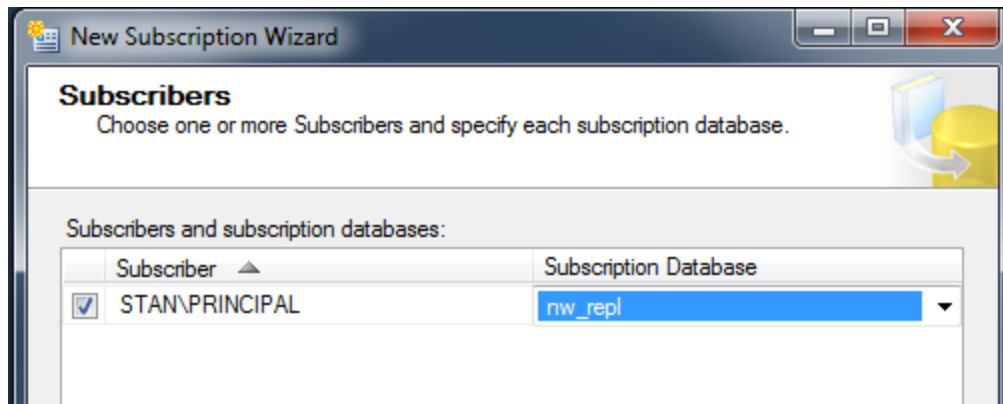 New Subscription Wizard
Subscribers
Choose one or more Subscribers and specify each subscription database.
Subscribers and subscription databases:
Subscriber Subscription Database
STAN\PRINCIPAL nw_repl